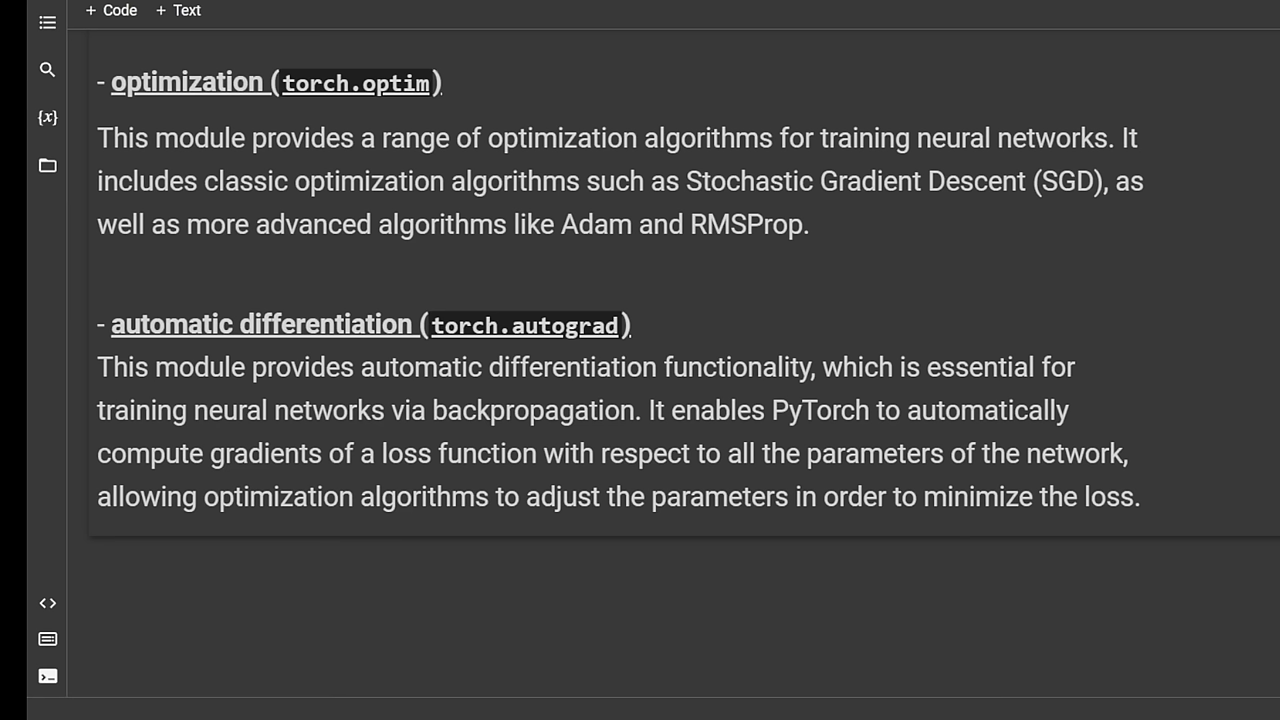 + Code + Text
- optimization (torch.optim)
This module provides a range of optimization algorithms for training neural networks. It
includes classic optimization algorithms such as Stochastic Gradient Descent (SGD), as
well as more advanced algorithms like Adam and RMSProp.
- automatic differentiation (torch.autograd)
This module provides automatic differentiation functionality, which is essential for
training neural networks via backpropagation. It enables PyTorch to automatically
compute gradients of a loss function with respect to all the parameters of the network,
allowing optimization algorithms to adjust the parameters in order to minimize the loss.